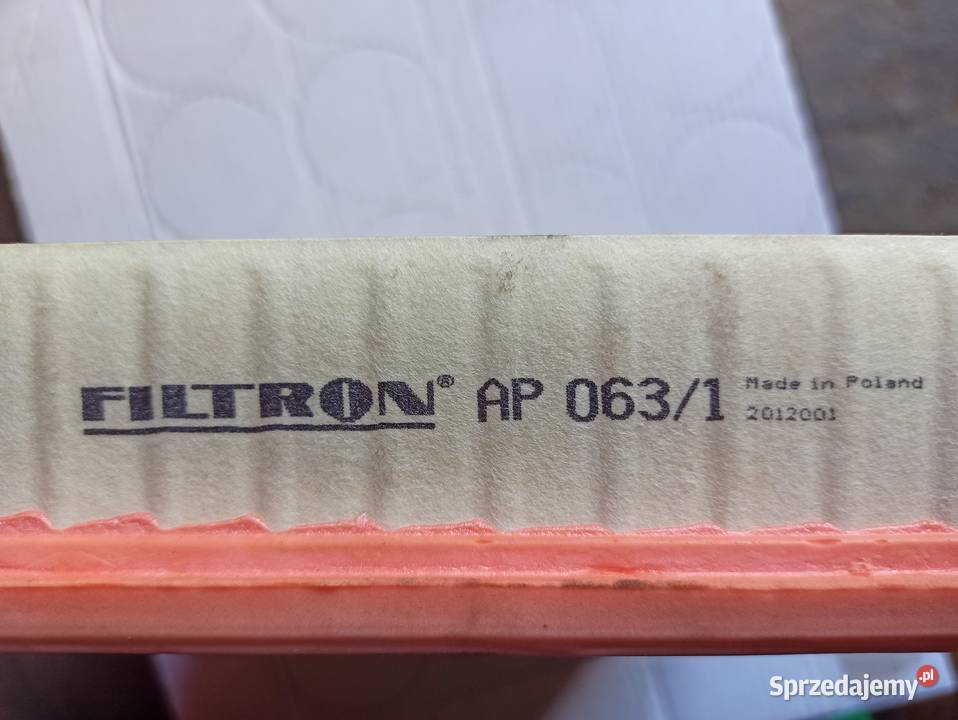 FILTRON® AP 063/1 Made in Poland
2012001
Sprzedajemy.pl